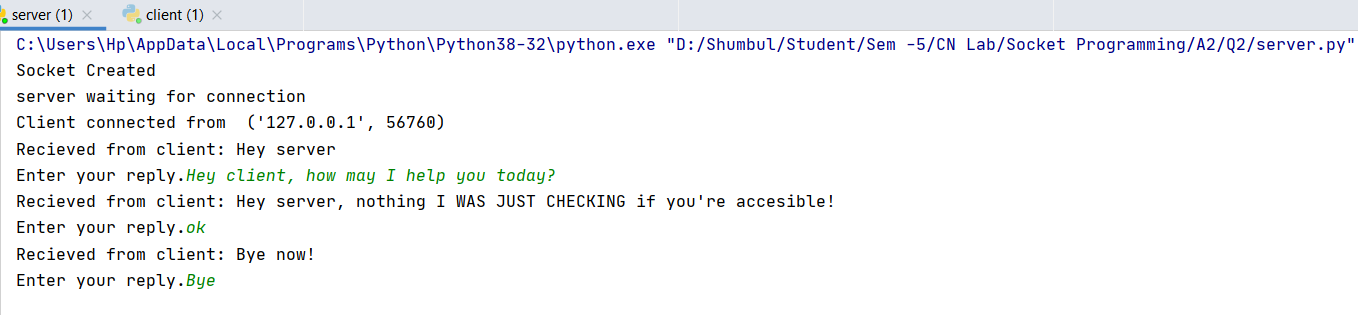 server (1) × client (1) ×
C:\Users\Hp\AppData\Local\Programs\Python\Python38-32\python.exe "D:/Shumbul/Student/Sem -5/CN Lab/Socket Programming/A2/Q2/server.py"
Socket Created
server waiting for connection
Client connected from  ('127.0.0.1', 56760)
Recieved from client: Hey server
Enter your reply.Hey client, how may I help you today?
Recieved from client: Hey server, nothing I WAS JUST CHECKING if you're accesible!
Enter your reply.ok
Recieved from client: Bye now!
Enter your reply.Bye